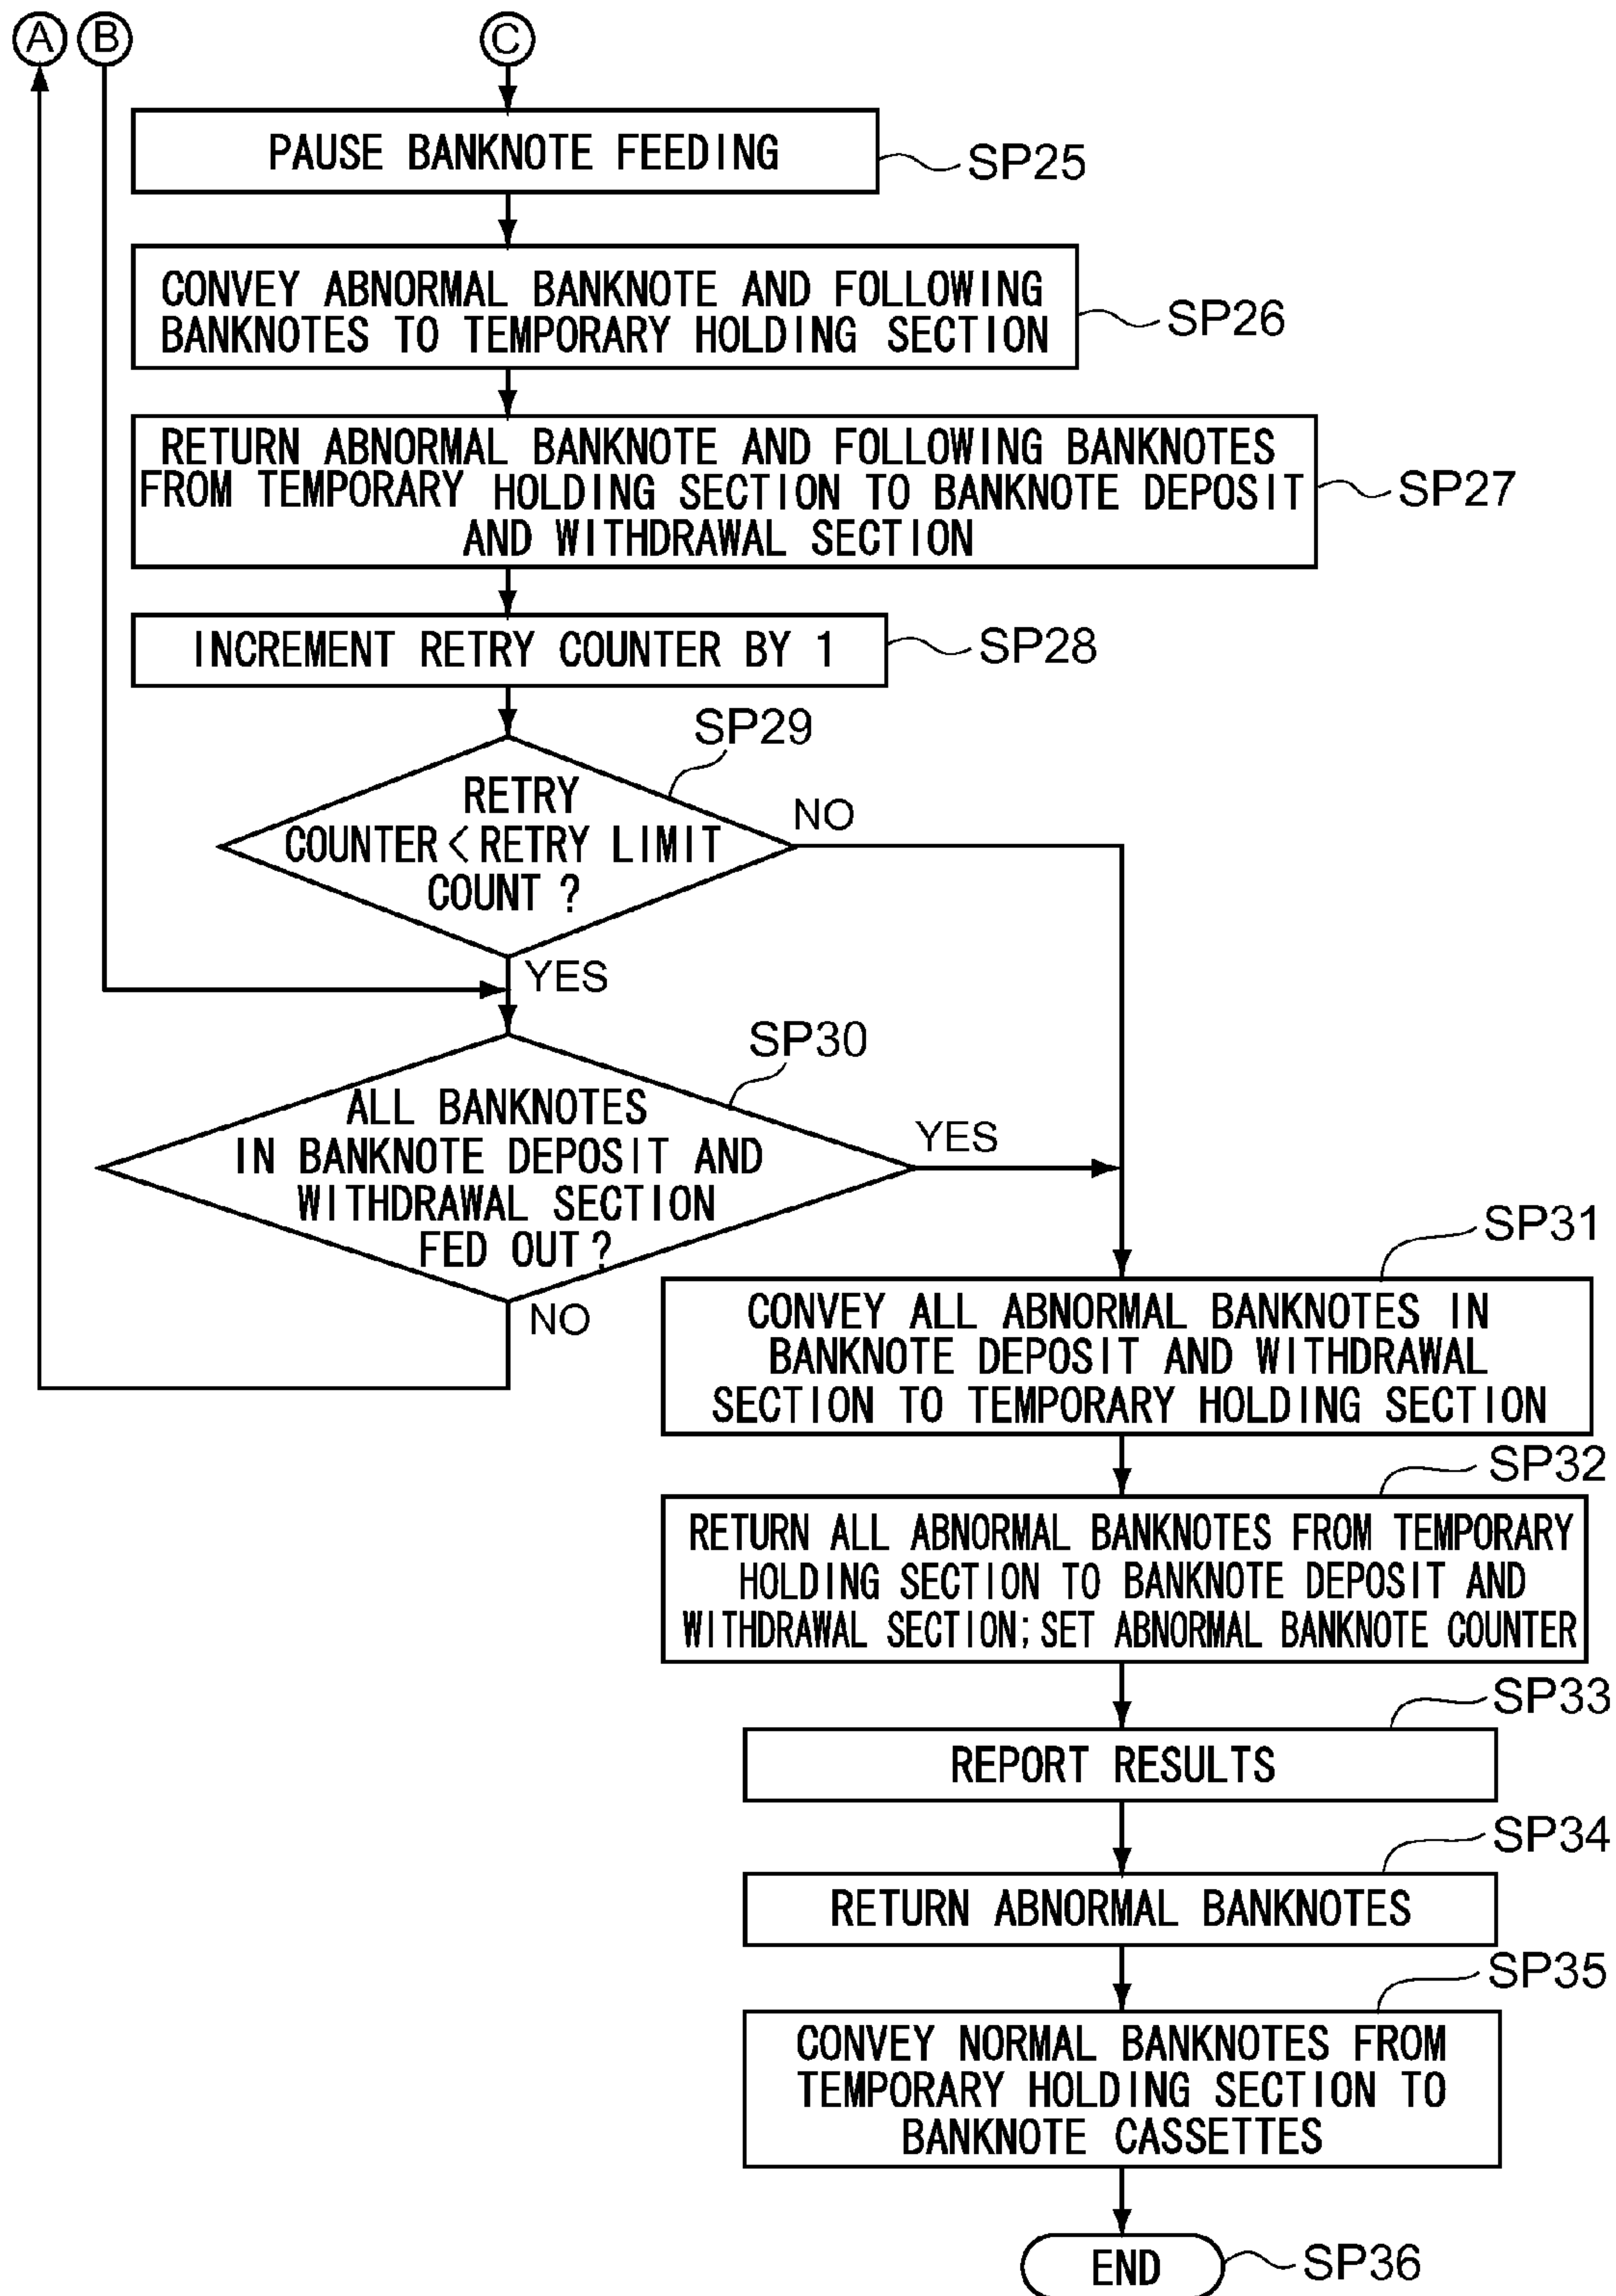 A
B
C
PAUSE BANKNOTE FEEDING
SP25
CONVEY ABNORMAL BANKNOTE AND FOLLOWING
BANKNOTES TO TEMPORARY HOLDING SECTION
SP26
RETURN ABNORMAL BANKNOTE AND FOLLOWING BANKNOTES
FROM TEMPORARY HOLDING SECTION TO BANKNOTE DEPOSIT
AND WITHDRAWAL SECTION
SP27
INCREMENT RETRY COUNTER BY 1
SP28
SP29
RETRY
COUNTER < RETRY LIMIT
COUNT ?
NO
YES
SP30
ALL BANKNOTES
IN BANKNOTE DEPOSIT AND
WITHDRAWAL SECTION
FED OUT ?
YES
NO
SP31
CONVEY ALL ABNORMAL BANKNOTES IN
BANKNOTE DEPOSIT AND WITHDRAWAL
SECTION TO TEMPORARY HOLDING SECTION
SP32
RETURN ALL ABNORMAL BANKNOTES FROM TEMPORARY
HOLDING SECTION TO BANKNOTE DEPOSIT AND
WITHDRAWAL SECTION; SET ABNORMAL BANKNOTE COUNTER
SP33
REPORT RESULTS
SP34
RETURN ABNORMAL BANKNOTES
SP35
CONVEY NORMAL BANKNOTES FROM
TEMPORARY HOLDING SECTION TO
BANKNOTE CASSETTES
END
SP36